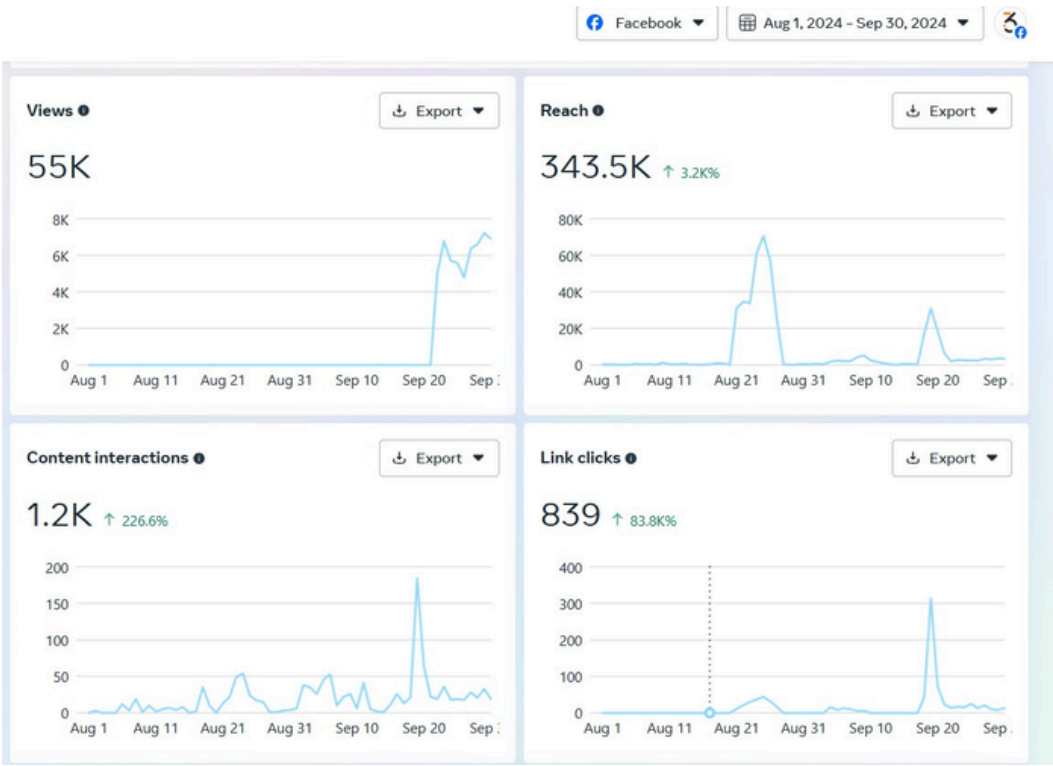 Facebook
Aug 1, 2024 – Sep 30, 2024
Views
Export
55K
8K
6K
4K
2K
0
Aug 1 Aug 11 Aug 21 Aug 31 Sep 10 Sep 20 Sep
Reach
Export
343.5K ↑ 3.2K%
80K
60K
40K
20K
0
Aug 1 Aug 11 Aug 21 Aug 31 Sep 10 Sep 20 Sep
Content interactions
Export
1.2K ↑ 226.6%
200
150
100
50
0
Aug 1 Aug 11 Aug 21 Aug 31 Sep 10 Sep 20 Sep
Link clicks
Export
839 ↑ 83.8K%
400
300
200
100
0
Aug 1 Aug 11 Aug 21 Aug 31 Sep 10 Sep 20 Sep